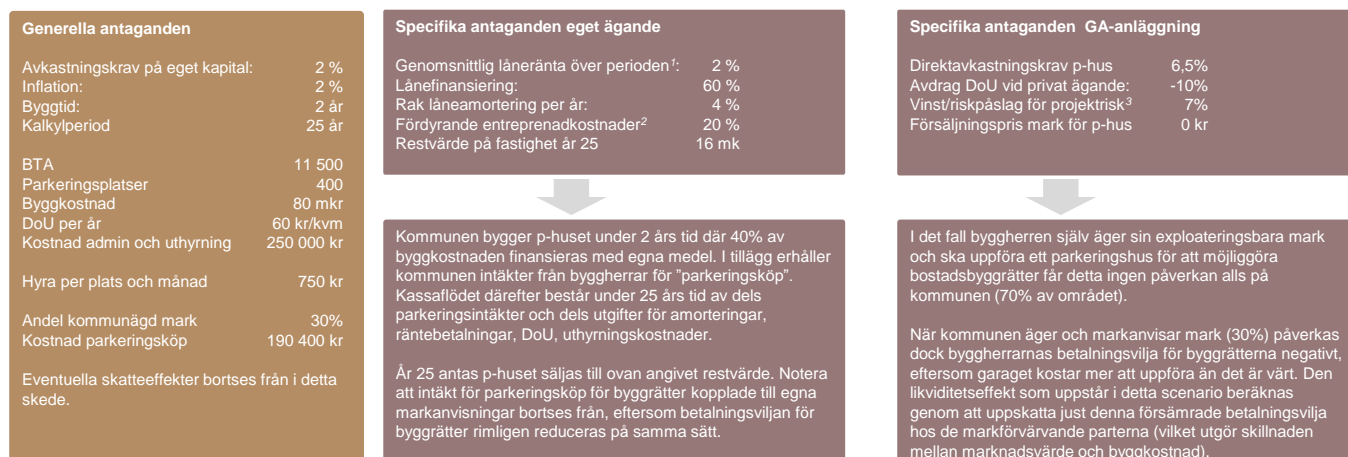 Generella antaganden
Avkastningskrav på eget kapital: 2 %
Inflation: 2 %
Byggtid: 2 år
Kalkylperiod 25 år
BTA 11 500
Parkeringsplatser 400
Byggkostnad 80 mkr
DoU per år 60 kr/kvm
Kostnad admin och uthyrning 250 000 kr
Hyra per plats och månad 750 kr
Andel kommunägd mark 30%
Kostnad parkeringsköp 190 400 kr
Eventuella skatteeffekter bortses från i detta
skede.
Specifika antaganden eget ägande
Genomsnittlig låneränta över perioden1: 2 %
Lånefinansiering: 60 %
Rak låneamortering per år: 4 %
Fördyrande entreprenadkostnader2 20 %
Restvärde på fastighet år 25 16 mk
Kommunen bygger p-huset under 2 års tid där 40% av
byggkostnaden finansieras med egna medel. I tillägg erhåller
kommunen intäkter från byggherrar för ”parkeringsköp”.
Kassaflödet därefter består under 25 års tid av dels
parkeringsintäkter och dels utgifter för amorteringar,
räntebetalningar, DoU, uthyrningskostnader.
År 25 antas p-huset säljas till ovan angivet restvärde. Notera
att intäkt för parkeringsköp för byggrätter kopplade till egna
markanvisningar bortses från, eftersom betalningsviljan för
byggrätter rimligen reduceras på samma sätt.
Specifika antaganden  GA-anläggning
Direktavkastningskrav p-hus 6,5%
Avdrag DoU vid privat ägande: -10%
Vinst/riskpåslag för projektrisk3 7%
Försäljningspris mark för p-hus 0 kr
I det fall byggherren själv äger sin exploateringsbara mark
och ska uppföra ett parkeringshus för att möjliggöra
bostadsbyggrätter får detta ingen påverkan alls på
kommunen (70% av området).
När kommunen äger och markanvisar mark (30%) påverkas
dock byggherrarnas betalningsvilja för byggrätterna negativt,
eftersom garaget kostar mer att uppföra än det är värt. Den
likviditetseffekt som uppstår i detta scenario beräknas
genom att uppskatta just denna försämrade betalningsvilja
hos de markförvärvande parterna (vilket utgör skillnaden
mellan marknadsvärde och byggkostnad).